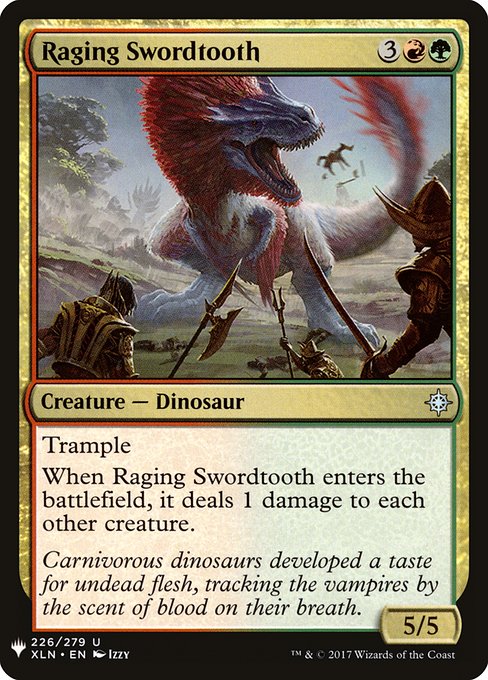 Raging Swordtooth 3
Creature — Dinosaur
Trample
When Raging Swordtooth enters the
battlefield, it deals 1 damage to each
other creature.
Carnivorous dinosaurs developed a taste
for undead flesh, tracking the vampires by
the scent of blood on their breath.
5/5
226/279 U
XLN • EN Izzy
™ & © 2017 Wizards of the Coast